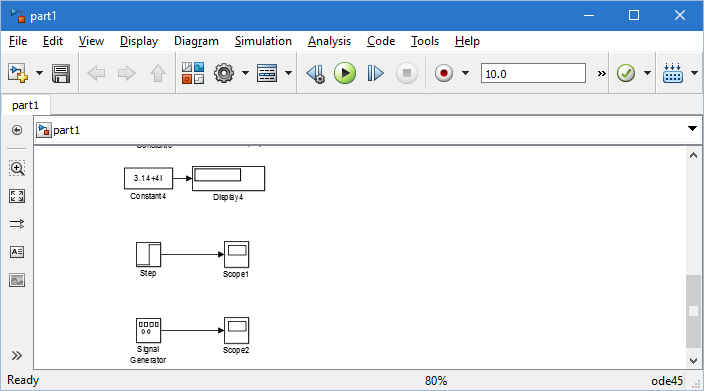 part1
File Edit View Display Diagram Simulation Analysis Code Tools Help
10.0 »
part1
part1
3.14+4i
Constant4 Display4
Step Scope1
Signal Scope2
Generator
Ready 80% ode45